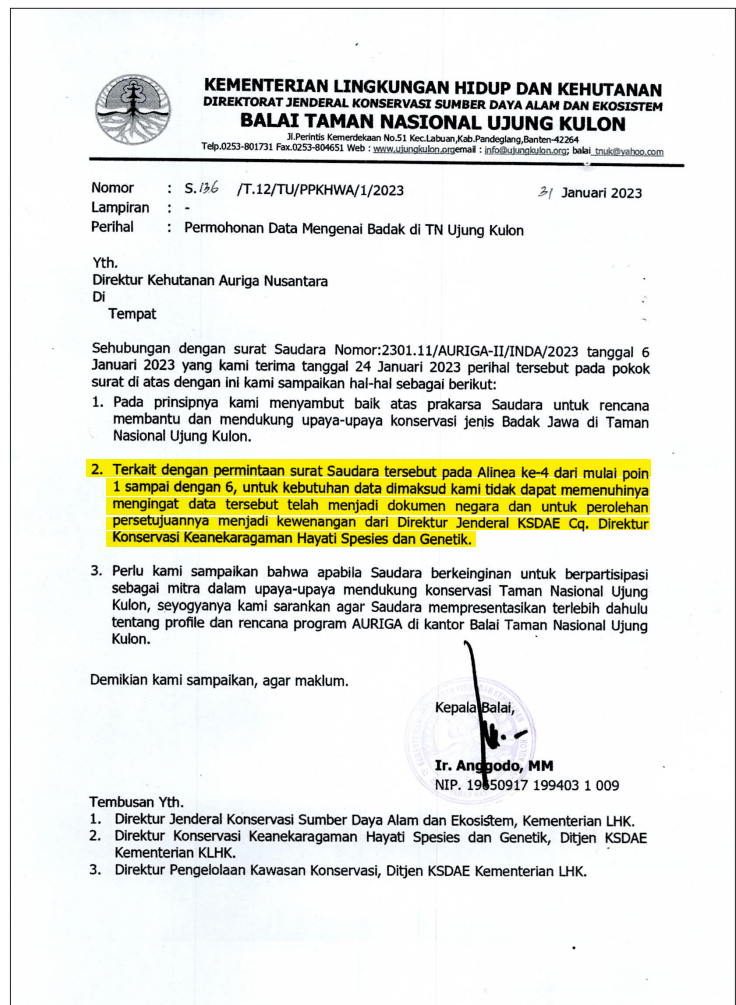 KEMENTERIAN LINGKUNGAN HIDUP DAN KEHUTANAN
DIREKTORAT JENDERAL KONSERVASI SUMBER DAYA ALAM DAN EKOSISTEM
BALAI TAMAN NASIONAL UJUNG KULON
Jl.Perintis Kemerdekaan No.51 Kec.Labuan,Kab.Pandeglang,Banten-42264
Telp.0253-801731 Fax.0253-804651 Web : www.ujungkulon.orgemail : info@ujungkulon.org; balai_tnuk@yahoo.com
Nomor : S.136 /T.12/TU/PPKHWA/1/2023 31 Januari 2023
Lampiran : -
Perihal : Permohonan Data Mengenai Badak di TN Ujung Kulon
Yth.
Direktur Kehutanan Auriga Nusantara
Di
Tempat
Sehubungan dengan surat Saudara Nomor:2301.11/AURIGA-II/INDA/2023 tanggal 6
Januari 2023 yang kami terima tanggal 24 Januari 2023 perihal tersebut pada pokok
surat di atas dengan ini kami sampaikan hal-hal sebagai berikut:
1. Pada prinsipnya kami menyambut baik atas prakarsa Saudara untuk rencana
membantu dan mendukung upaya-upaya konservasi jenis Badak Jawa di Taman
Nasional Ujung Kulon.
2. Terkait dengan permintaan surat Saudara tersebut pada Alinea ke-4 dari mulai poin
1 sampai dengan 6, untuk kebutuhan data dimaksud kami tidak dapat memenuhinya
mengingat data tersebut telah menjadi dokumen negara dan untuk perolehan
persetujuannya menjadi kewenangan dari Direktur Jenderal KSDAE Cq. Direktur
Konservasi Keanekaragaman Hayati Spesies dan Genetik.
3. Perlu kami sampaikan bahwa apabila Saudara berkeinginan untuk berpartisipasi
sebagai mitra dalam upaya-upaya mendukung konservasi Taman Nasional Ujung
Kulon, seyogyanya kami sarankan agar Saudara mempresentasikan terlebih dahulu
tentang profile dan rencana program AURIGA di kantor Balai Taman Nasional Ujung
Kulon.
Demikian kami sampaikan, agar maklum.
Kepala Balai,
Ir. Anggodo, MM
NIP. 19650917 199403 1 009
Tembusan Yth.
1. Direktur Jenderal Konservasi Sumber Daya Alam dan Ekosistem, Kementerian LHK.
2. Direktur Konservasi Keanekaragaman Hayati Spesies dan Genetik, Ditjen KSDAE
Kementerian KLHK.
3. Direktur Pengelolaan Kawasan Konservasi, Ditjen KSDAE Kementerian LHK.